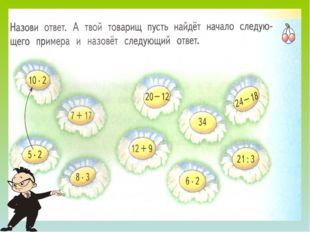 Назови ответ. А твой товарищ пусть найдёт начало следую-
щего примера и назовёт следующий ответ.
10 · 2
20 − 12
24 − 18
7 + 17
34
5 · 2
12 + 9
21 : 3
8 · 3
6 · 2